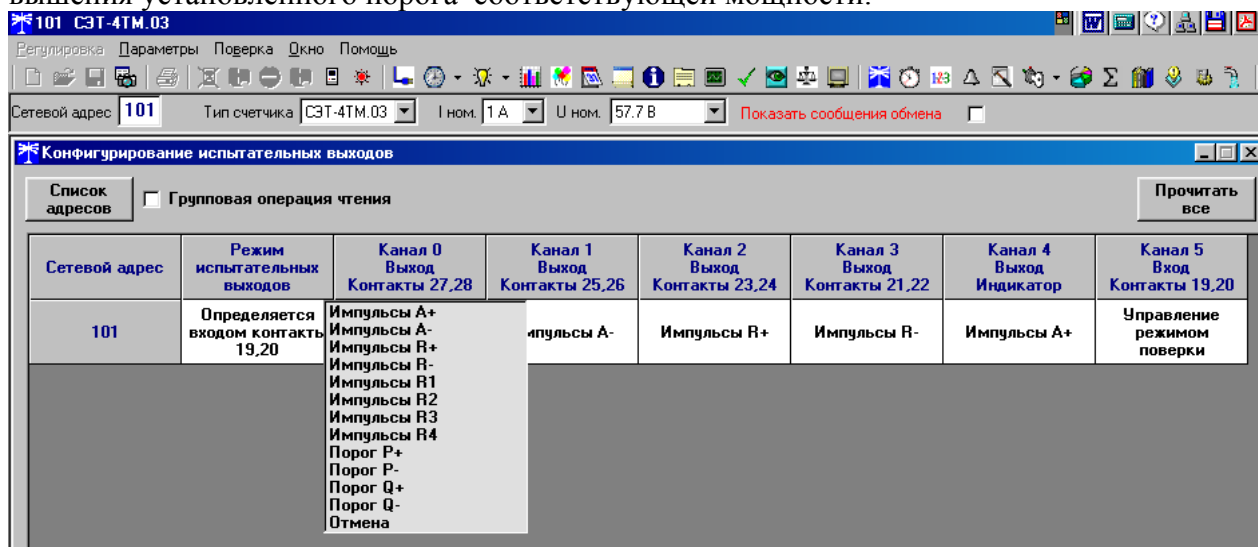 вышения установленного порога соответствующей мощности.
101 СЭТ-4ТМ.03
Регулировка Параметры Поверка Окно Помощь
Сетевой адрес 101 Тип счетчика СЭТ-4ТМ.03 I ном. 1 А U ном. 57.7 В Показать сообщения обмена
Конфигурирование испытательных выходов
Список адресов Групповая операция чтения Прочитать все
Сетевой адрес
Режим
испытательных
выходов
Канал 0
Выход
Контакты 27,28
Канал 1
Выход
Контакты 25,26
Канал 2
Выход
Контакты 23,24
Канал 3
Выход
Контакты 21,22
Канал 4
Выход
Индикатор
Канал 5
Вход
Контакты 19,20
101
Определяется
входом контакты
19,20
Импульсы А+
Импульсы А-
Импульсы R+
Импульсы R-
Импульсы R1
Импульсы R2
Импульсы R3
Импульсы R4
Порог P+
Порог P-
Порог Q+
Порог Q-
Отмена
мпульсы А-
Импульсы R+
Импульсы R-
Импульсы А+
Управление
режимом
поверки